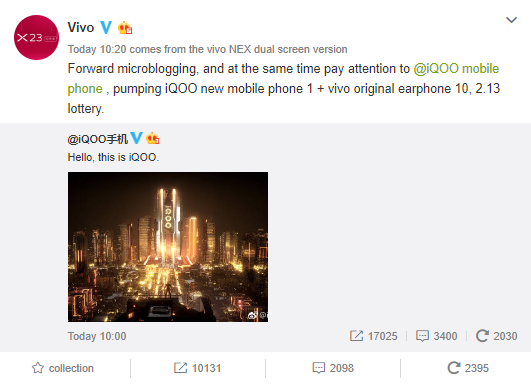 X23
Vivo
Today 10:20 comes from the vivo NEX dual screen version
Forward microblogging, and at the same time pay attention to @iQOO mobile
phone , pumping iQOO new mobile phone 1 + vivo original earphone 10, 2.13
lottery.
@iQOO手机
Hello, this is iQOO.
iQOO
Today 10:00
17025
3400
2030
collection
10131
2098
2395